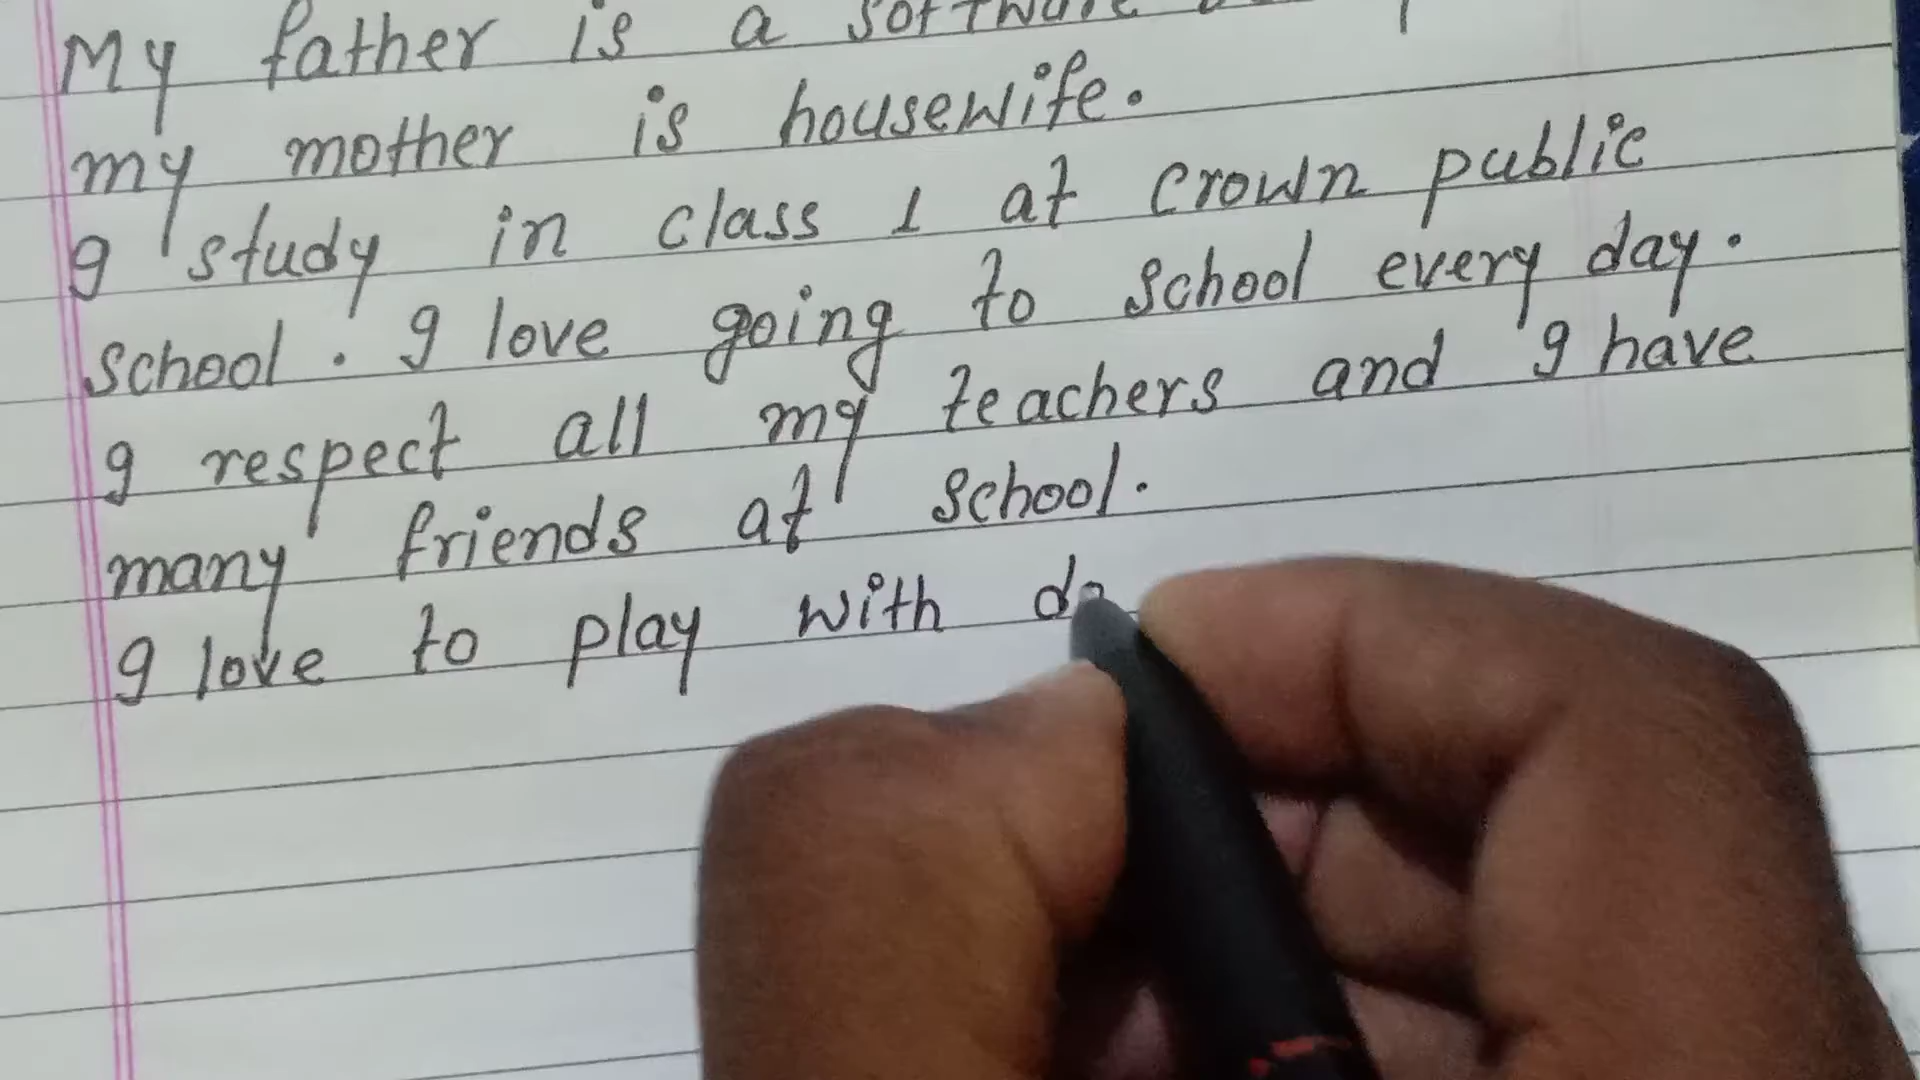 My father is a software
my mother is housewife.
I study in class 1 at crown public
school. I love going to school every day.
I respect all my teachers and I have
many friends at school.
I love to play with